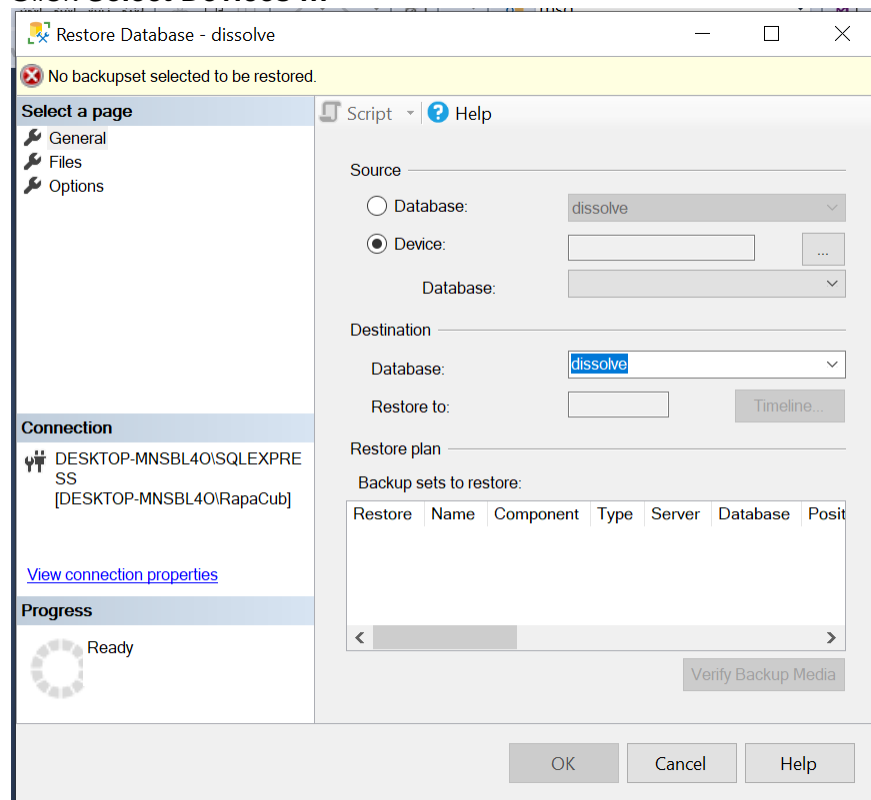 Restore Database - dissolve
No backupset selected to be restored.
Select a page
General
Files
Options
Script
Help
Source
Database:
dissolve
Device:
...
Database:
Destination
Database:
dissolve
Restore to:
Timeline...
Connection
DESKTOP-MNSBL4O\SQLEXPRE
SS
[DESKTOP-MNSBL4O\RapaCub]
View connection properties
Restore plan
Backup sets to restore:
Restore Name Component Type Server Database Posit
Progress
Ready
Verify Backup Media
OK Cancel Help